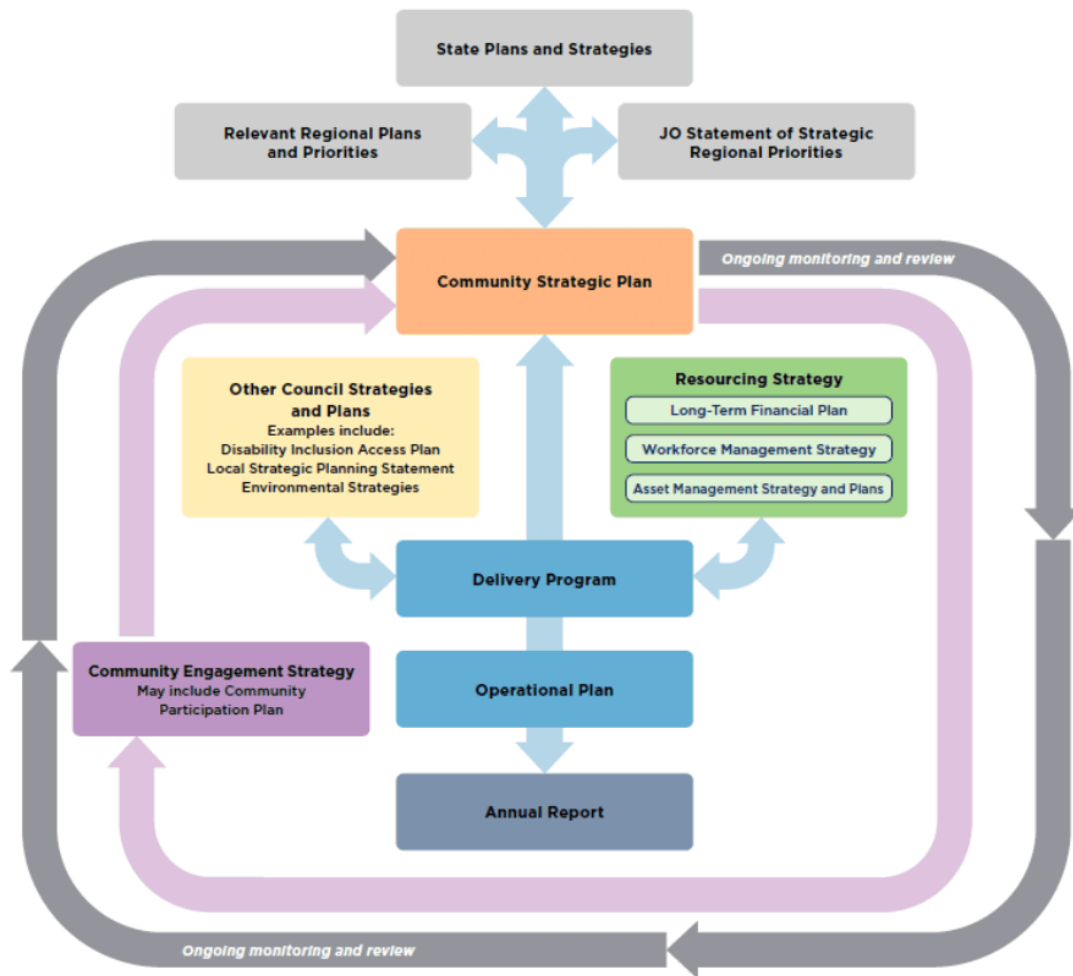 State Plans and Strategies
Relevant Regional Plans
and Priorities
JO Statement of Strategic
Regional Priorities
Community Strategic Plan
Ongoing monitoring and review
Other Council Strategies
and Plans
Examples include:
Disability Inclusion Access Plan
Local Strategic Planning Statement
Environmental Strategies
Resourcing Strategy
Long-Term Financial Plan
Workforce Management Strategy
Asset Management Strategy and Plans
Delivery Program
Community Engagement Strategy
May include Community
Participation Plan
Operational Plan
Annual Report
Ongoing monitoring and review